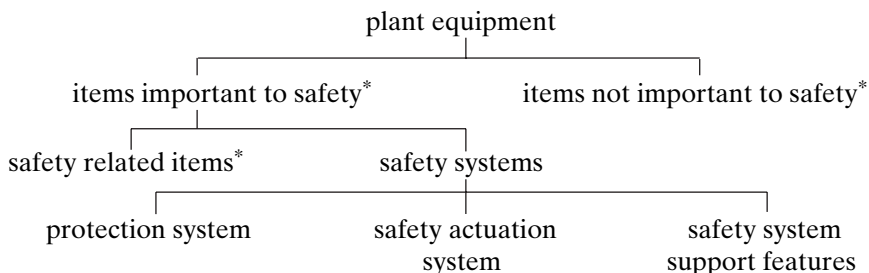 plant equipment
items important to safety* items not important to safety*
safety related items* safety systems
protection system safety actuation safety system
system support features